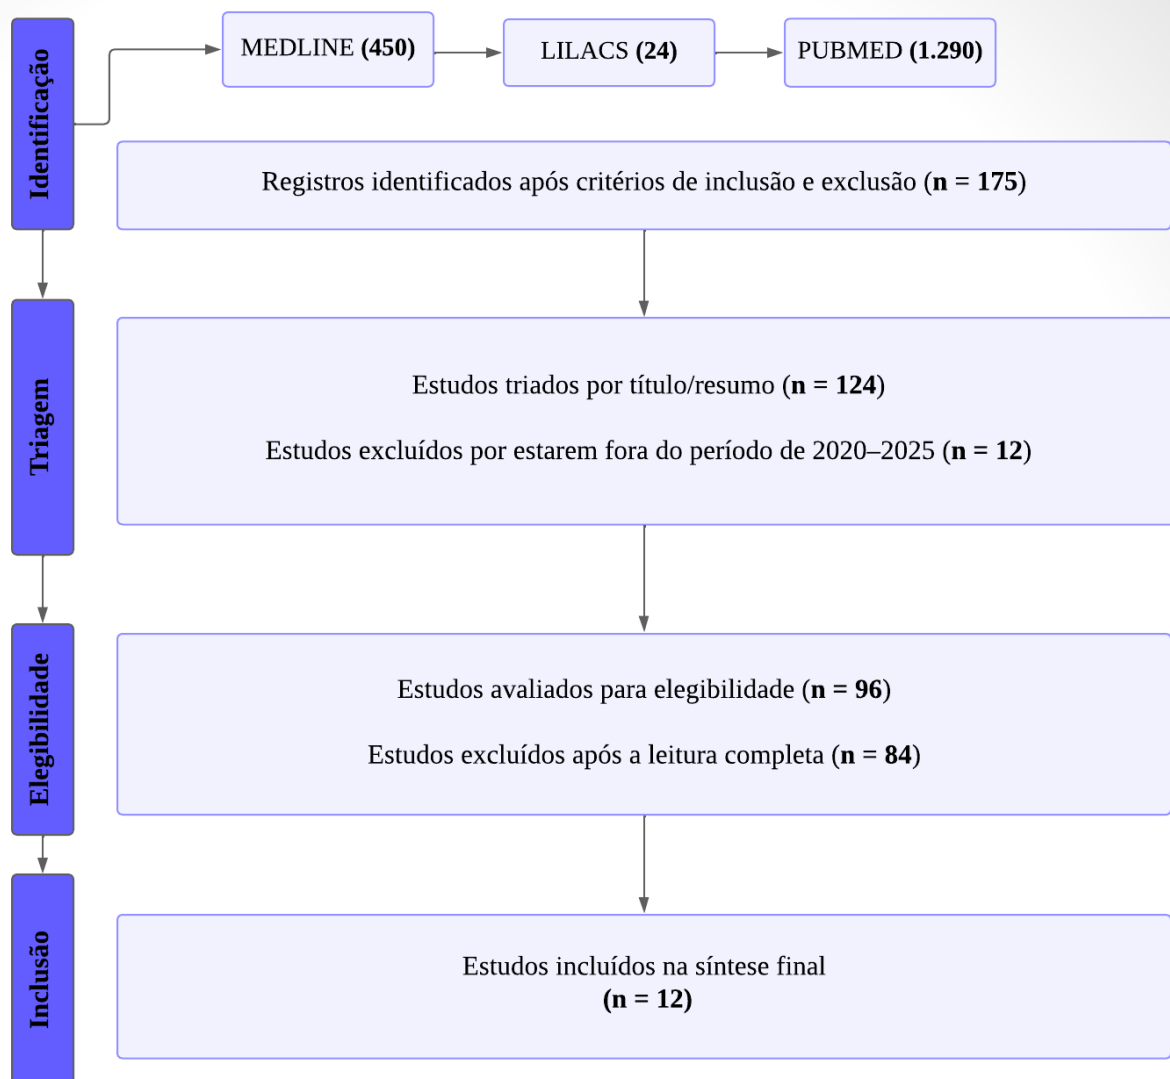 Identificação
MEDLINE (450)
LILACS (24)
PUBMED (1.290)
Registros identificados após critérios de inclusão e exclusão (n = 175)
Triagem
Estudos triados por título/resumo (n = 124)
Estudos excluídos por estarem fora do período de 2020–2025 (n = 12)
Elegibilidade
Estudos avaliados para elegibilidade (n = 96)
Estudos excluídos após a leitura completa (n = 84)
Inclusão
Estudos incluídos na síntese final
(n = 12)